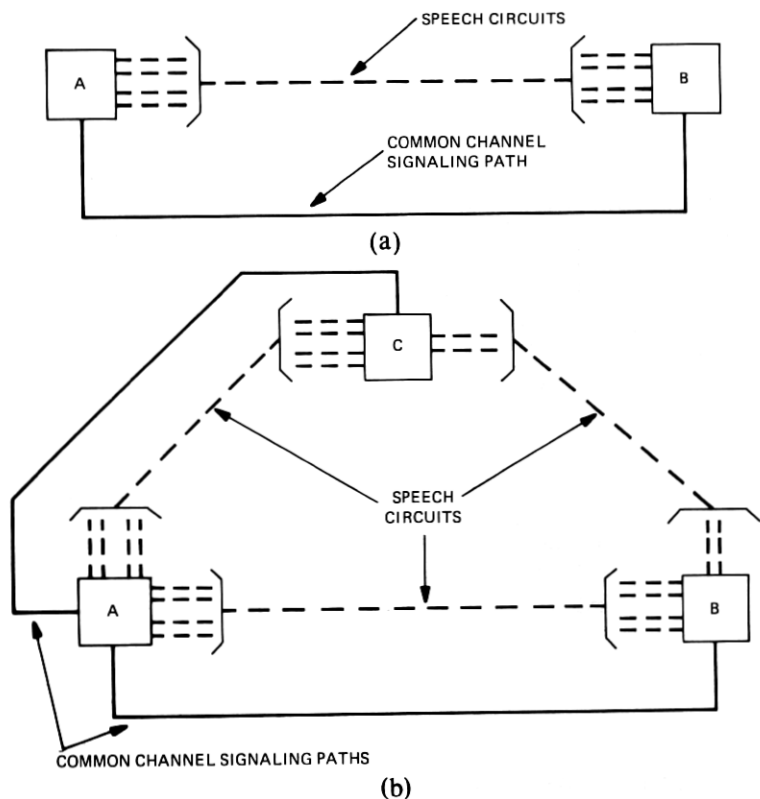 SPEECH CIRCUITS
A
B
COMMON CHANNEL
SIGNALING PATH
(a)
C
SPEECH
CIRCUITS
A
B
COMMON CHANNEL SIGNALING PATHS
(b)